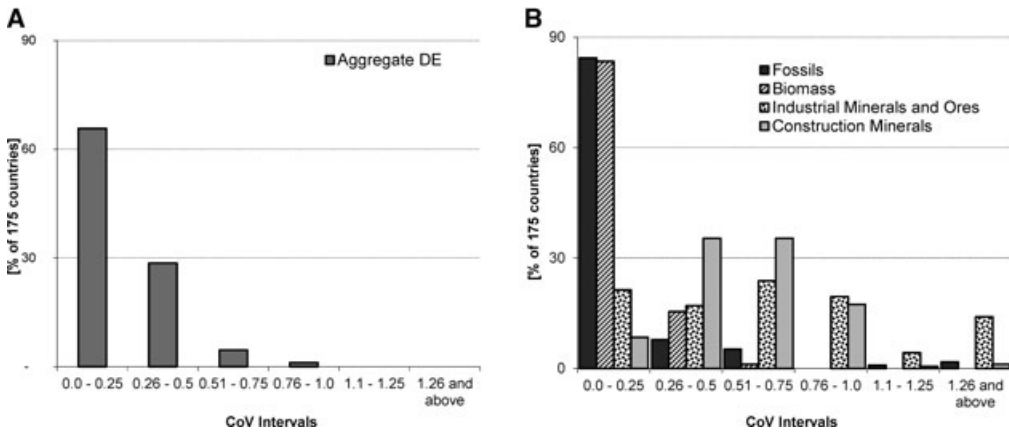 A
90
Aggregate DE
60
[% of 175 countries]
30
-
0.0 - 0.25 0.26 - 0.5 0.51 - 0.75 0.76 - 1.0 1.1 - 1.25 1.26 and
above
CoV Intervals
B
90
Fossils
Biomass
Industrial Minerals and Ores
Construction Minerals
60
[% of 175 countries]
30
0
0.0 - 0.25 0.26 - 0.5 0.51 - 0.75 0.76 - 1.0 1.1 - 1.25 1.26 and
above
CoV Intervals